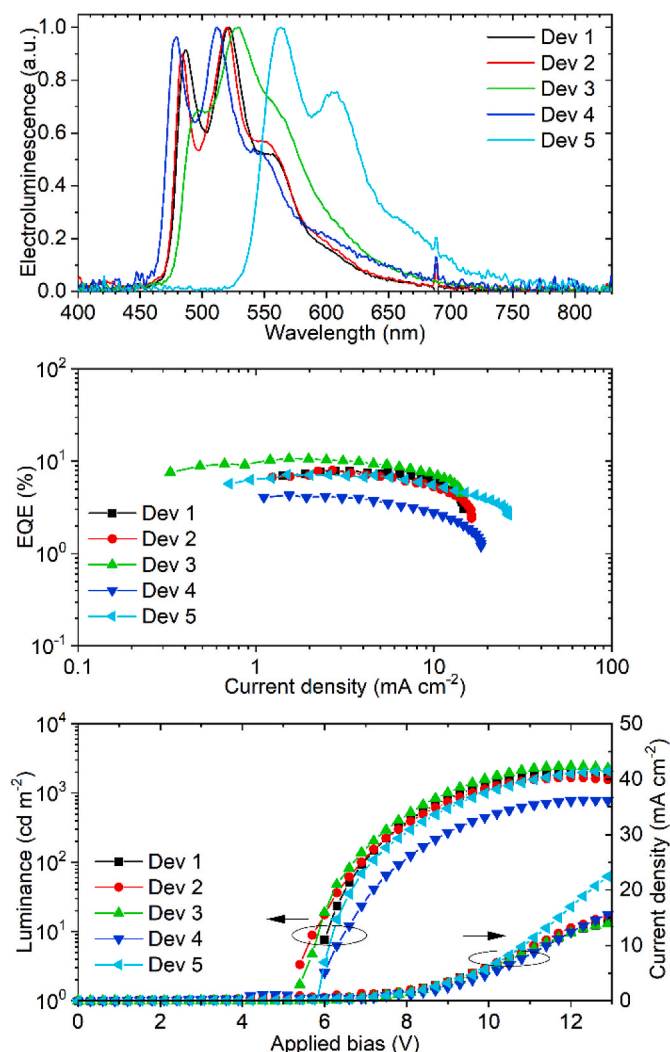 Electroluminescence (a.u.)
1.0
0.8
0.6
0.4
0.2
0.0
Dev 1
Dev 2
Dev 3
Dev 4
Dev 5
400 450 500 550 600 650 700 750 800
Wavelength (nm)
EQE (%)
10²
10¹
10⁰
10⁻¹
Dev 1
Dev 2
Dev 3
Dev 4
Dev 5
0.1 1 10 100
Current density (mA cm⁻²)
Luminance (cd m⁻²)
10⁴
10³
10²
10¹
10⁰
Dev 1
Dev 2
Dev 3
Dev 4
Dev 5
50
40
30
20
10
0
Current density (mA cm⁻²)
0 2 4 6 8 10 12
Applied bias (V)